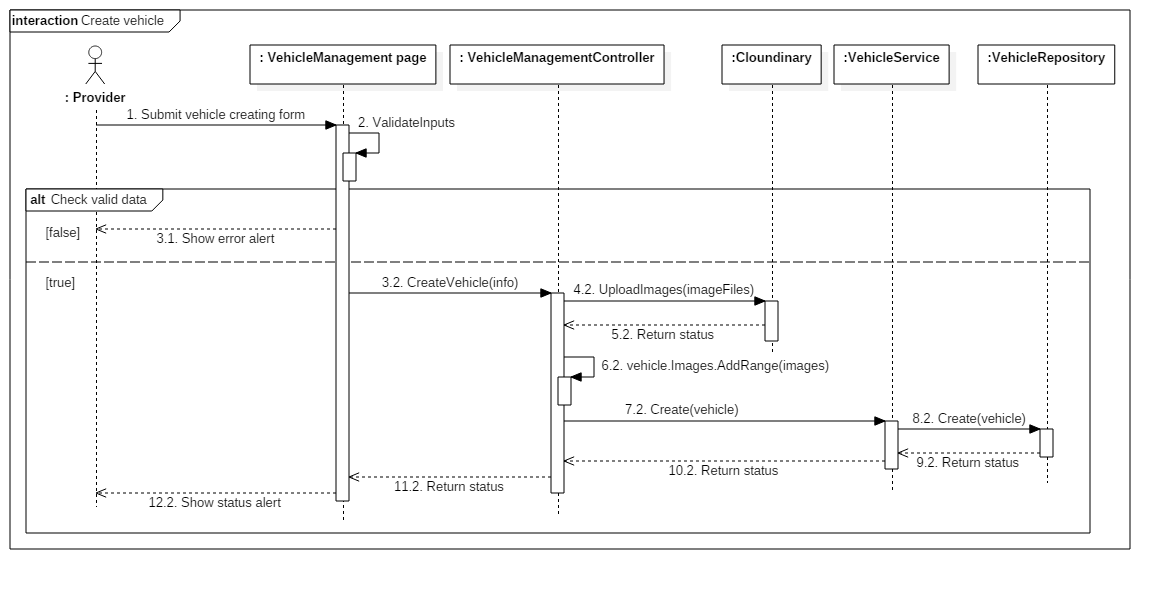 interaction Create vehicle
: VehicleManagement page
: VehicleManagementController
:Cloundinary
:VehicleService
:VehicleRepository
: Provider
1. Submit vehicle creating form
2. ValidateInputs
alt Check valid data
[false]
3.1. Show error alert
[true]
3.2. CreateVehicle(info)
4.2. UploadImages(imageFiles)
5.2. Return status
6.2. vehicle.Images.AddRange(images)
7.2. Create(vehicle)
8.2. Create(vehicle)
9.2. Return status
10.2. Return status
11.2. Return status
12.2. Show status alert